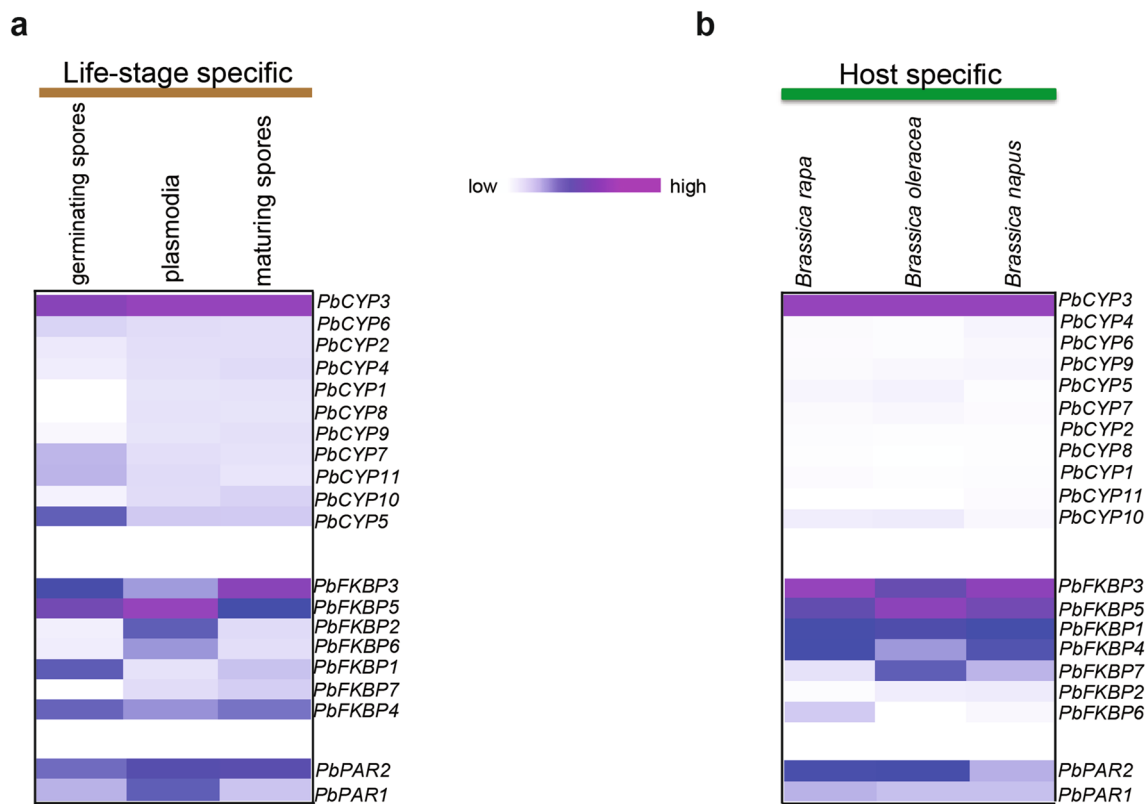 a
Life-stage specific
germinating spores
plasmodia
maturing spores
low
high
PbCYP3
PbCYP6
PbCYP2
PbCYP4
PbCYP1
PbCYP8
PbCYP9
PbCYP7
PbCYP11
PbCYP10
PbCYP5
PbFKBP3
PbFKBP5
PbFKBP2
PbFKBP6
PbFKBP1
PbFKBP7
PbFKBP4
PbPAR2
PbPAR1
b
Host specific
Brassica rapa
Brassica oleracea
Brassica napus
PbCYP3
PbCYP4
PbCYP6
PbCYP9
PbCYP5
PbCYP7
PbCYP2
PbCYP8
PbCYP1
PbCYP11
PbCYP10
PbFKBP3
PbFKBP5
PbFKBP1
PbFKBP4
PbFKBP7
PbFKBP2
PbFKBP6
PbPAR2
PbPAR1